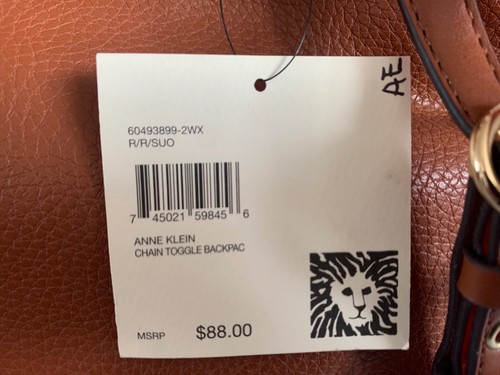 AE
60493899-2WX
R/R/SUO
7 45021 59845 6
ANNE KLEIN
CHAIN TOGGLE BACKPAC
MSRP $88.00